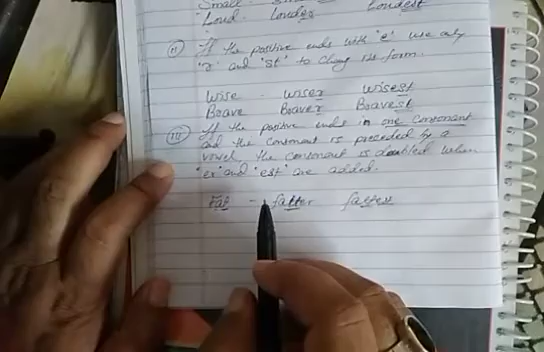 Small
Loud - Louder Loudest
(ii) If the positive ends with 'e' use only
'r' and 'st' to change its form.
Wise - wiser wisest
Brave Braver Bravest
(iii) If the positive ends in one consonant
and the consonant is preceded by a
vowel, the consonant is doubled when
'er' and 'est' are added.
Fat - fatter fattest